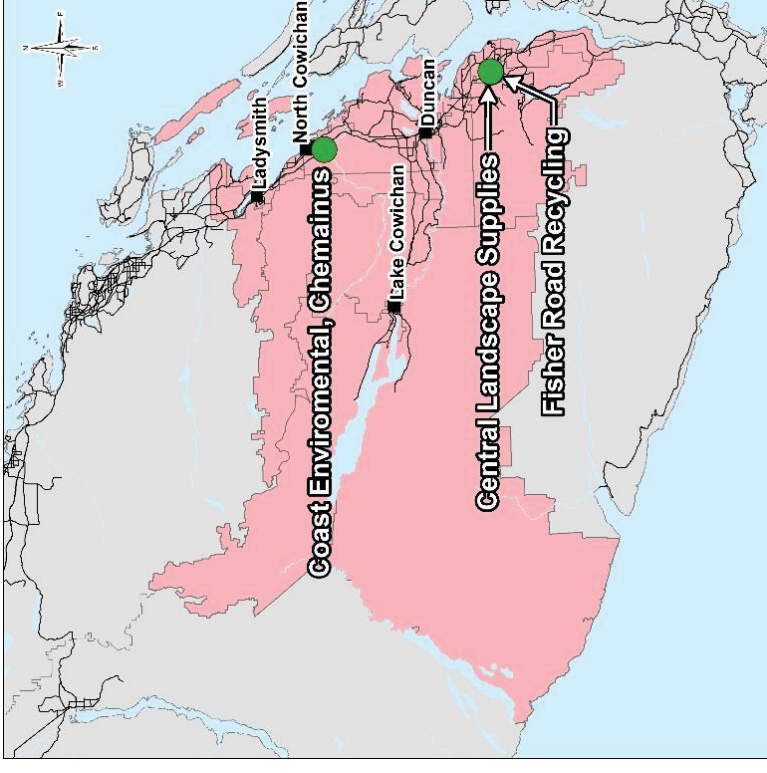 N
E
S
W
Ladysmith
North Cowichan
Coast Enviromental, Chemainus
Duncan
Lake Cowichan
Central Landscape Supplies
Fisher Road Recycling